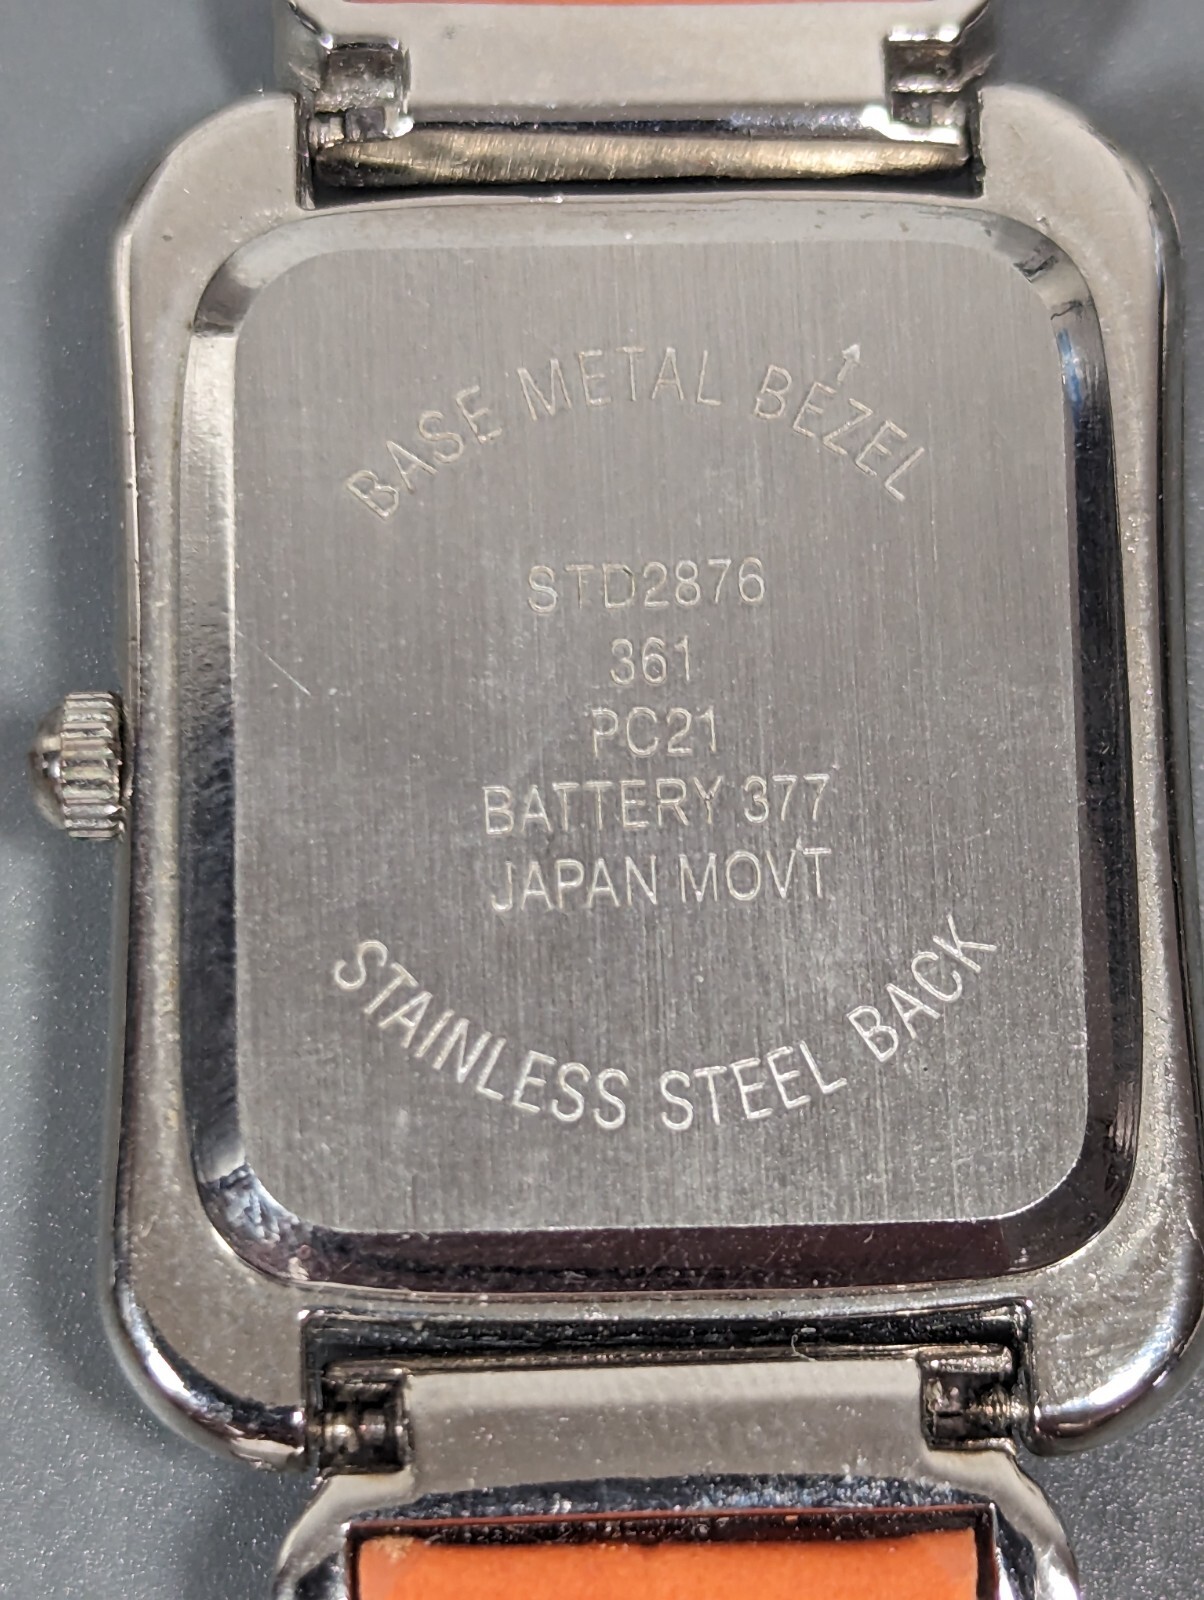 BASE METAL BEZEL
STD2876
361
PC21
BATTERY 377
JAPAN MOVT
STAINLESS STEEL BACK